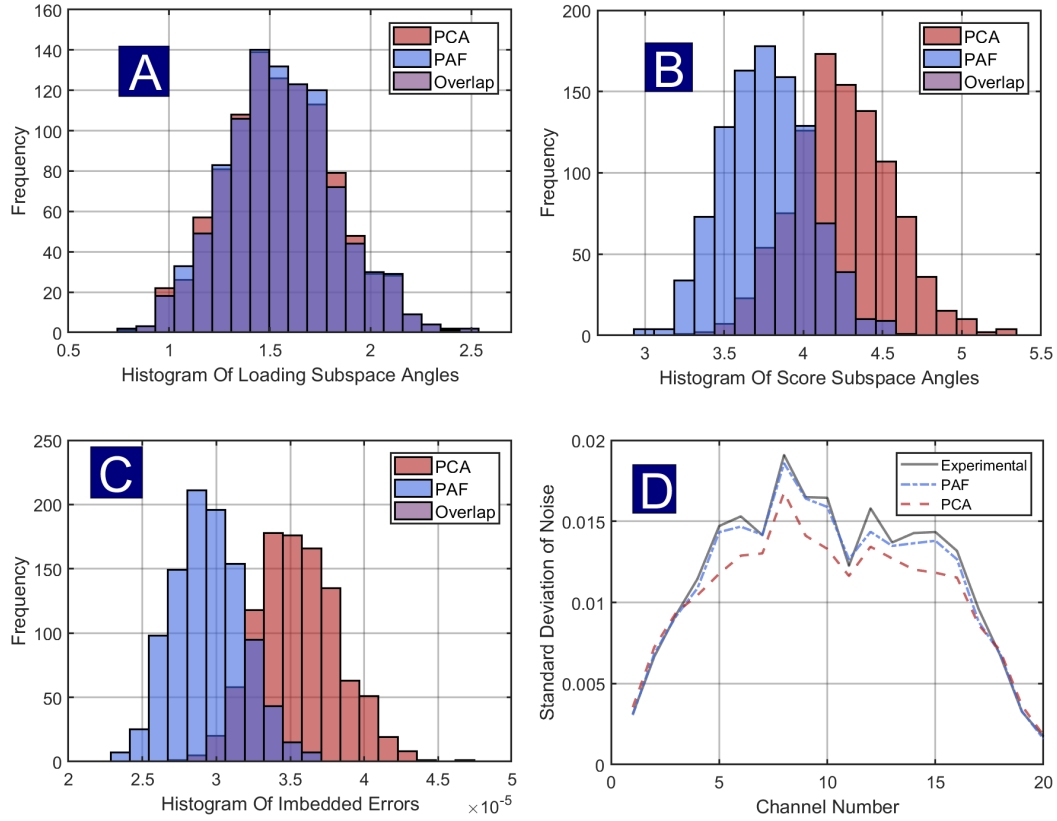 A
PCA
PAF
Overlap
Frequency
160
140
120
100
80
60
40
20
0
0.5
1
1.5
2
2.5
Histogram Of Loading Subspace Angles
B
PCA
PAF
Overlap
Frequency
200
150
100
50
0
3
3.5
4
4.5
5
5.5
Histogram Of Score Subspace Angles
C
PCA
PAF
Overlap
Frequency
250
200
150
100
50
0
2
2.5
3
3.5
4
4.5
5
×10⁻⁵
Histogram Of Imbedded Errors
D
Experimental
PAF
PCA
Standard Deviation of Noise
0.02
0.015
0.01
0.005
0
0
5
10
15
20
Channel Number